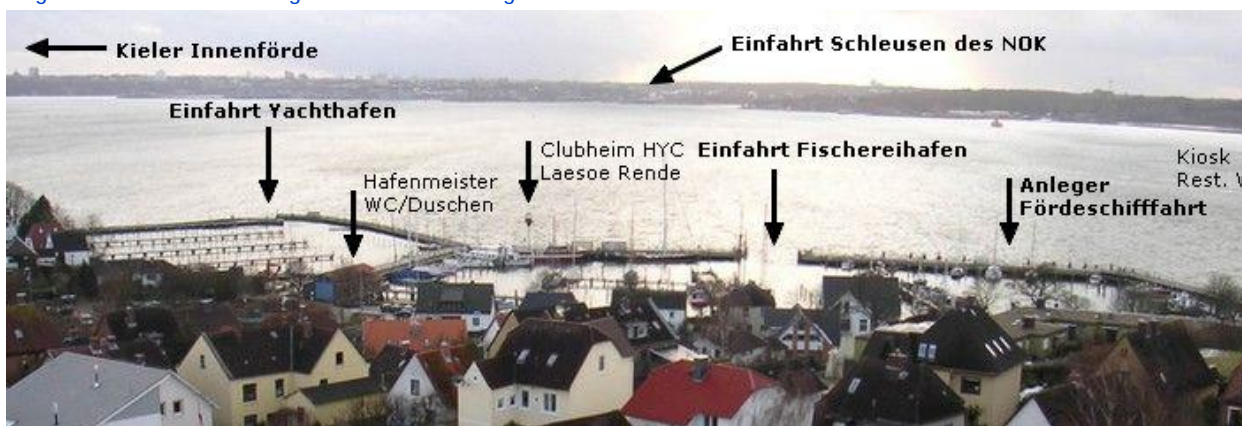 Kieler Innenförde
Einfahrt Schleusen des NOK
Einfahrt Yachthafen
Clubheim HYC
Laesoe Rende
Einfahrt Fischereihafen
Hafenmeister
WC/Duschen
Kiosk
Rest.
Anleger
Fördeschifffahrt